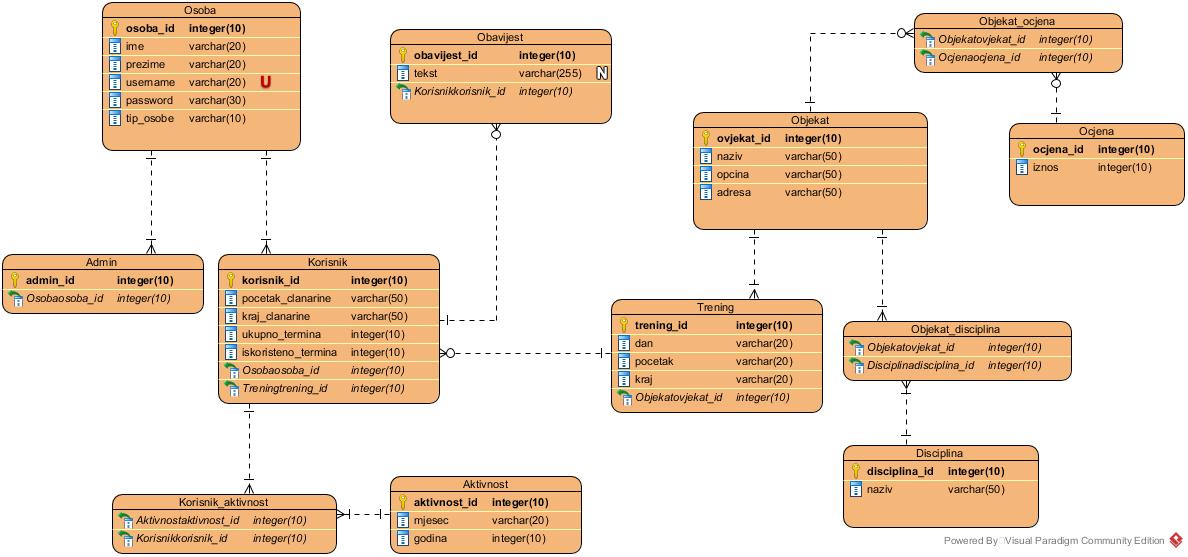 Osoba
osoba_id integer(10)
ime varchar(20)
prezime varchar(20)
username varchar(20) U
password varchar(30)
tip_osobe varchar(10)
Obavijest
obavijest_id integer(10)
tekst varchar(255) N
Korisnikkorisnik_id integer(10)
Objekat_ocjena
Objekatovjekat_id integer(10)
Ocjenaocjena_id integer(10)
Objekat
ovjekat_id integer(10)
naziv varchar(50)
opcina varchar(50)
adresa varchar(50)
Ocjena
ocjena_id integer(10)
iznos integer(10)
Admin
admin_id integer(10)
Osobaosoba_id integer(10)
Korisnik
korisnik_id integer(10)
pocetak_clanarine varchar(50)
kraj_clanarine varchar(50)
ukupno_termina integer(10)
iskoristeno_termina integer(10)
Osobaosoba_id integer(10)
Treningtrening_id integer(10)
Trening
trening_id integer(10)
dan varchar(20)
pocetak varchar(20)
kraj varchar(20)
Objekatovjekat_id integer(10)
Objekat_disciplina
Objekatovjekat_id integer(10)
Disciplinadisciplina_id integer(10)
Disciplina
disciplina_id integer(10)
naziv varchar(50)
Korisnik_aktivnost
Aktivnostaktivnost_id integer(10)
Korisnikkorisnik_id integer(10)
Aktivnost
aktivnost_id integer(10)
mjesec varchar(20)
godina integer(10)
Powered By Visual Paradigm Community Edition